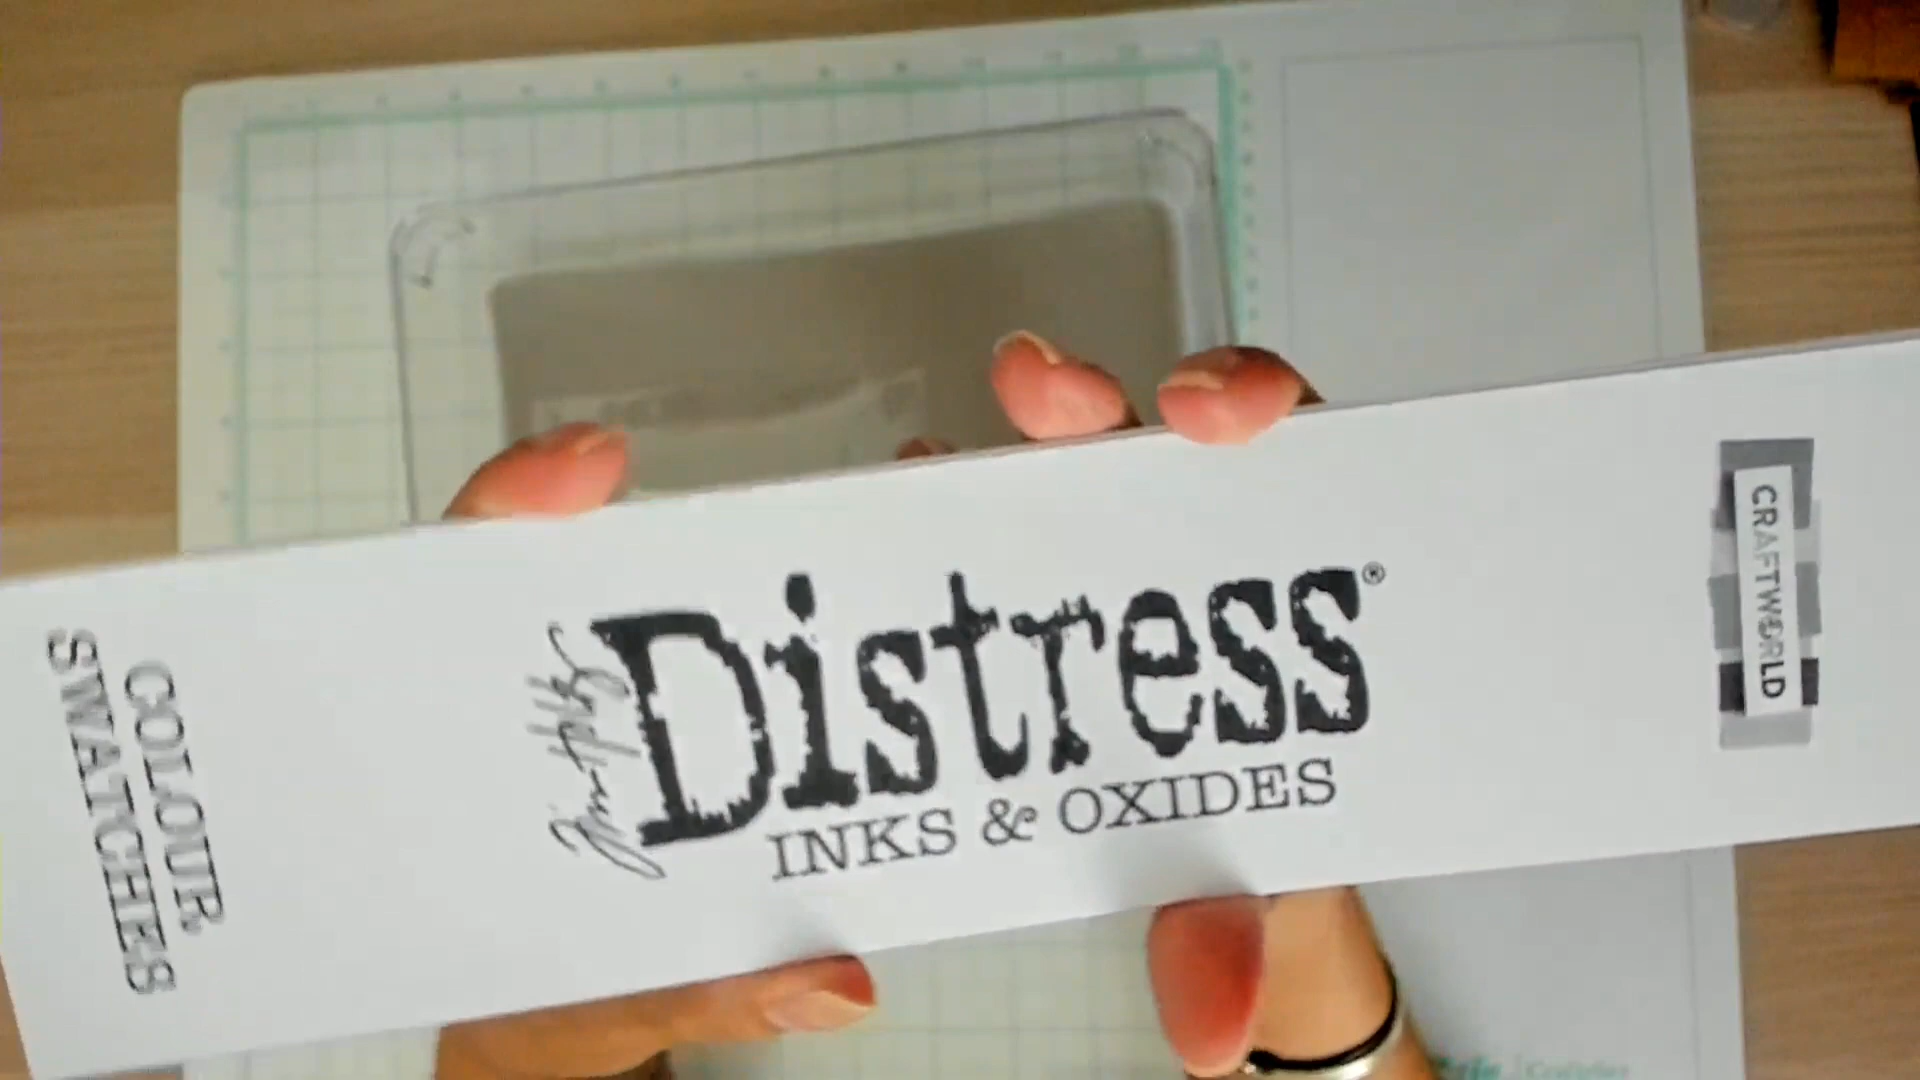 COLOUR
SWATCHES
Distress®
INKS & OXIDES
CRAFTWORLD